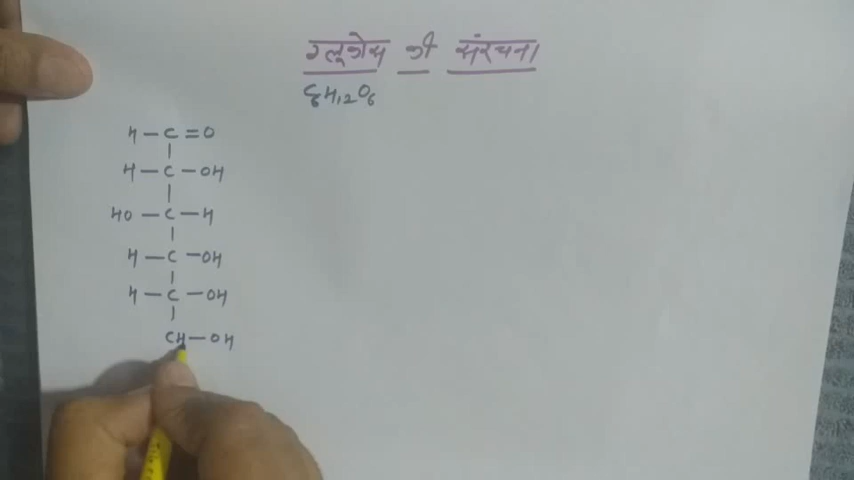 ग्लूकोस की संरचना
C₆H₁₂O₆
H — C = O
|
H — C — OH
|
HO — C — H
|
H — C — OH
|
H — C — OH
|
CH — OH